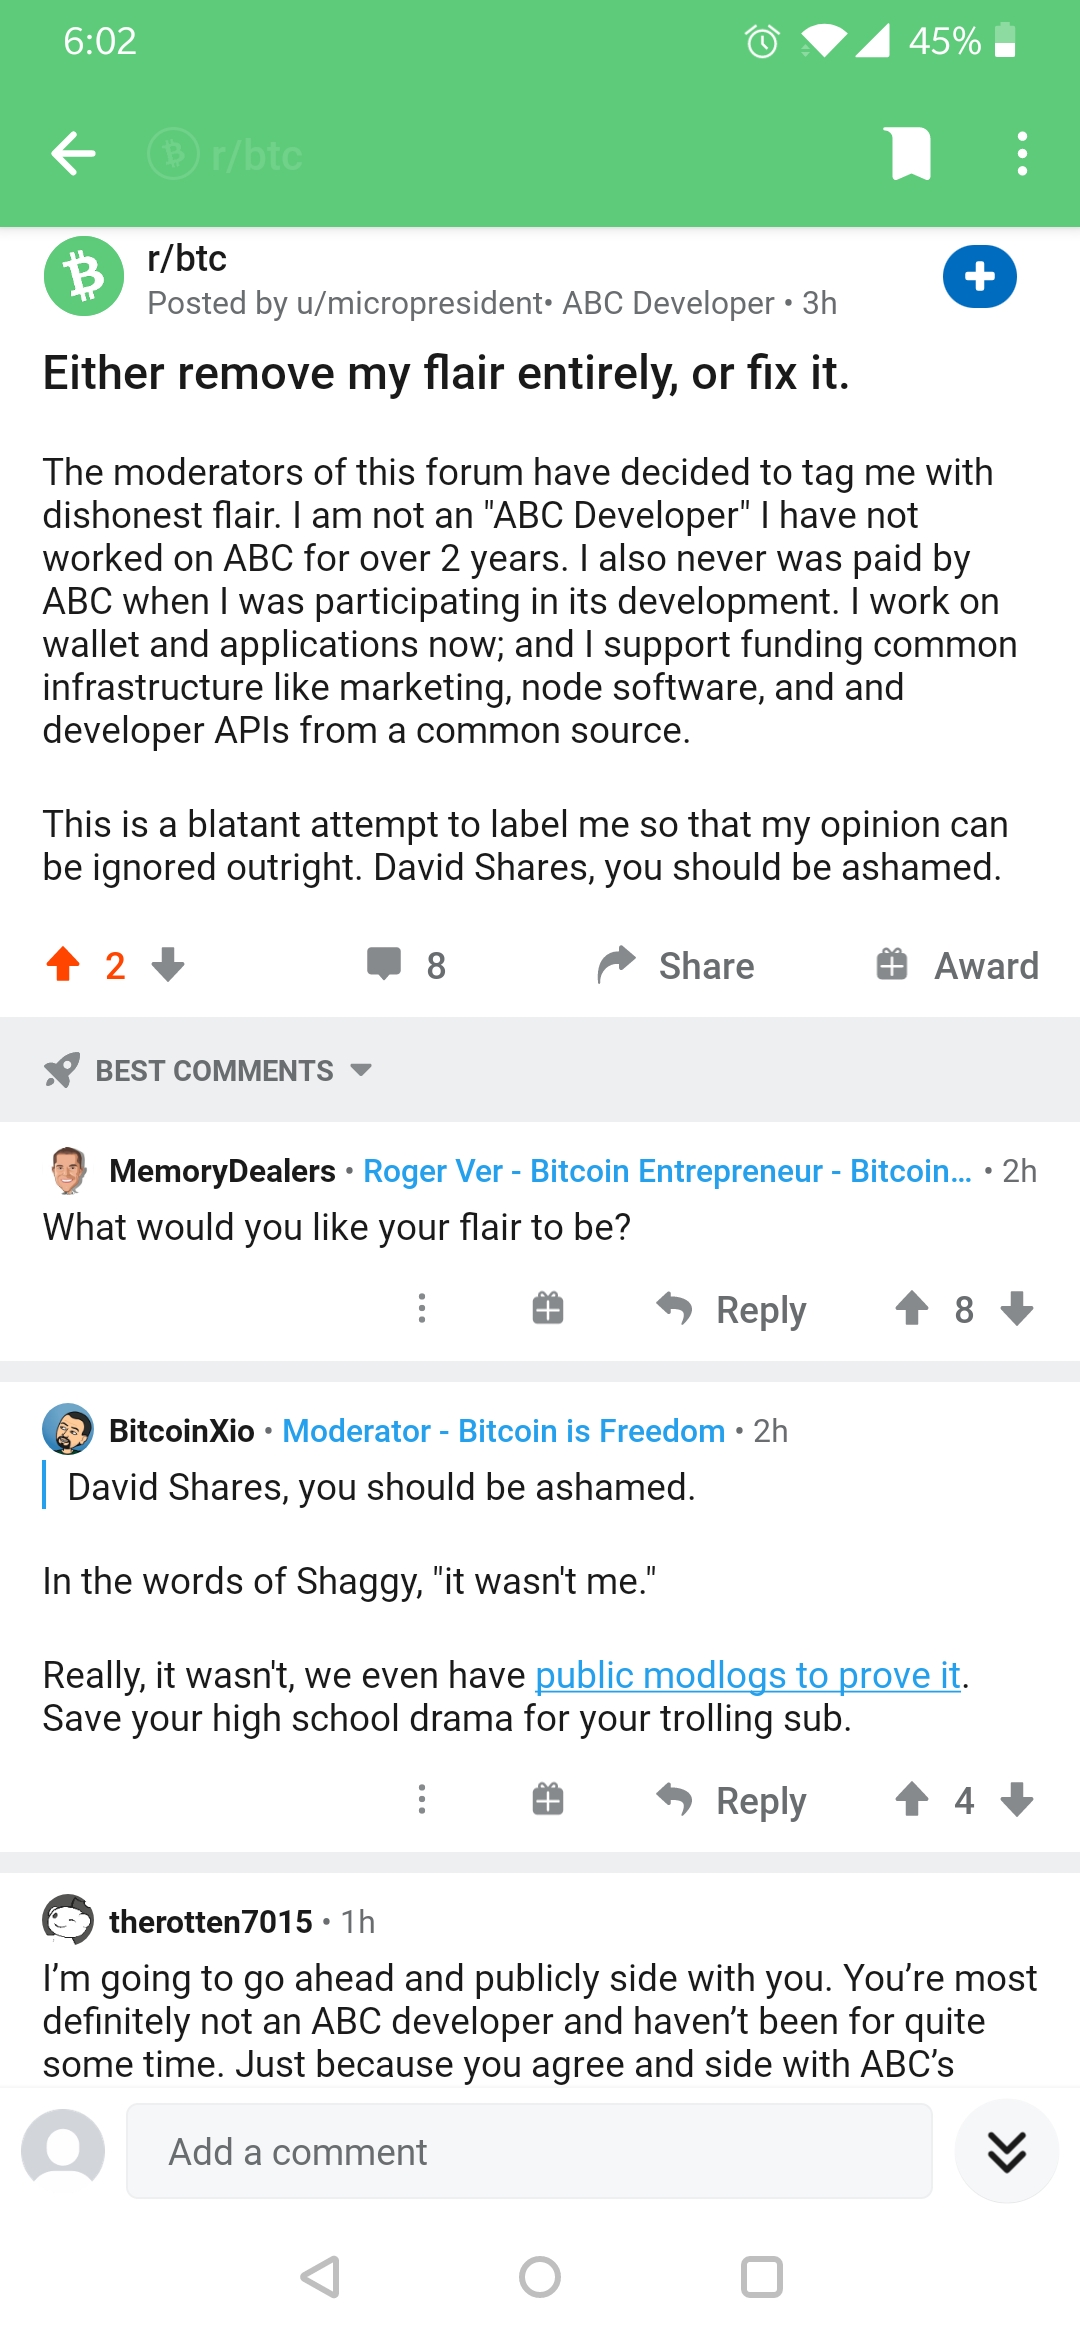 6:02
45%
r/btc
r/btc
Posted by u/micropresident• ABC Developer • 3h
Either remove my flair entirely, or fix it.
The moderators of this forum have decided to tag me with
dishonest flair. I am not an "ABC Developer" I have not
worked on ABC for over 2 years. I also never was paid by
ABC when I was participating in its development. I work on
wallet and applications now; and I support funding common
infrastructure like marketing, node software, and and
developer APIs from a common source.
This is a blatant attempt to label me so that my opinion can
be ignored outright. David Shares, you should be ashamed.
2 8 Share Award
BEST COMMENTS
MemoryDealers • Roger Ver - Bitcoin Entrepreneur - Bitcoin... • 2h
What would you like your flair to be?
Reply 8
BitcoinXio • Moderator - Bitcoin is Freedom • 2h
David Shares, you should be ashamed.
In the words of Shaggy, "it wasn't me."
Really, it wasn't, we even have public modlogs to prove it.
Save your high school drama for your trolling sub.
Reply 4
therotten7015 • 1h
I’m going to go ahead and publicly side with you. You’re most
definitely not an ABC developer and haven’t been for quite
some time. Just because you agree and side with ABC’s
Add a comment